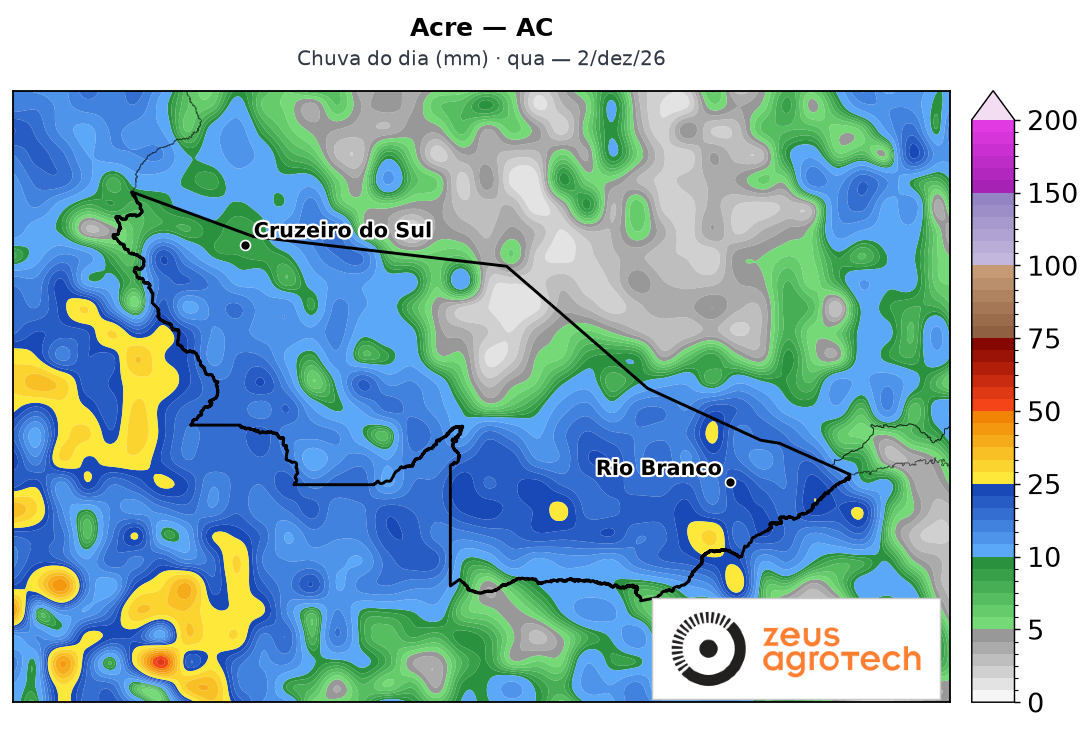 Acre — AC
Chuva do dia (mm) · qua — 2/dez/26
Cruzeiro do Sul
Rio Branco
200
150
100
75
50
25
10
5
0
zeus
agrotech